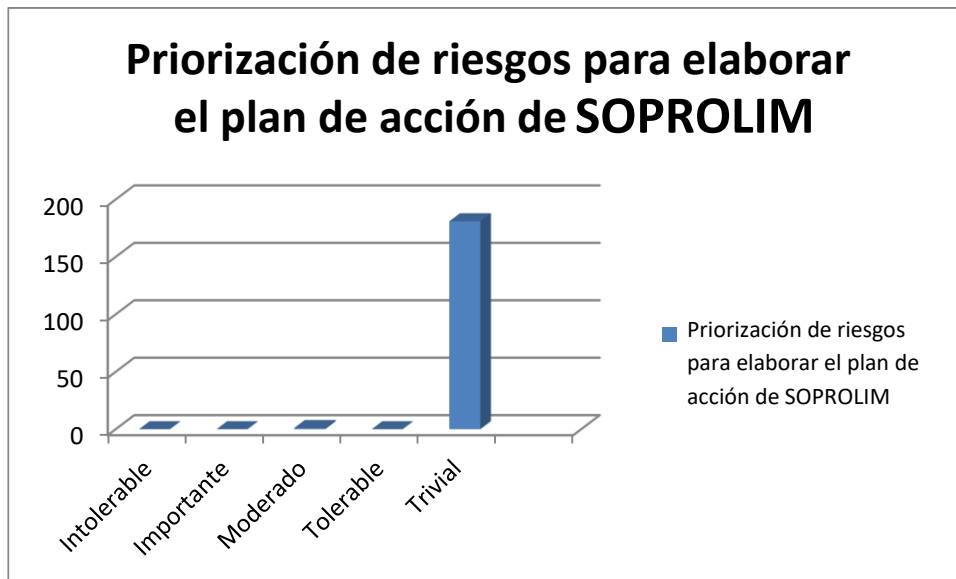 Priorización de riesgos para elaborar
el plan de acción de SOPROLIM
200
150
100
50
0
Intolerable
Importante
Moderado
Tolerable
Trivial
Priorización de riesgos
para elaborar el plan de
acción de SOPROLIM